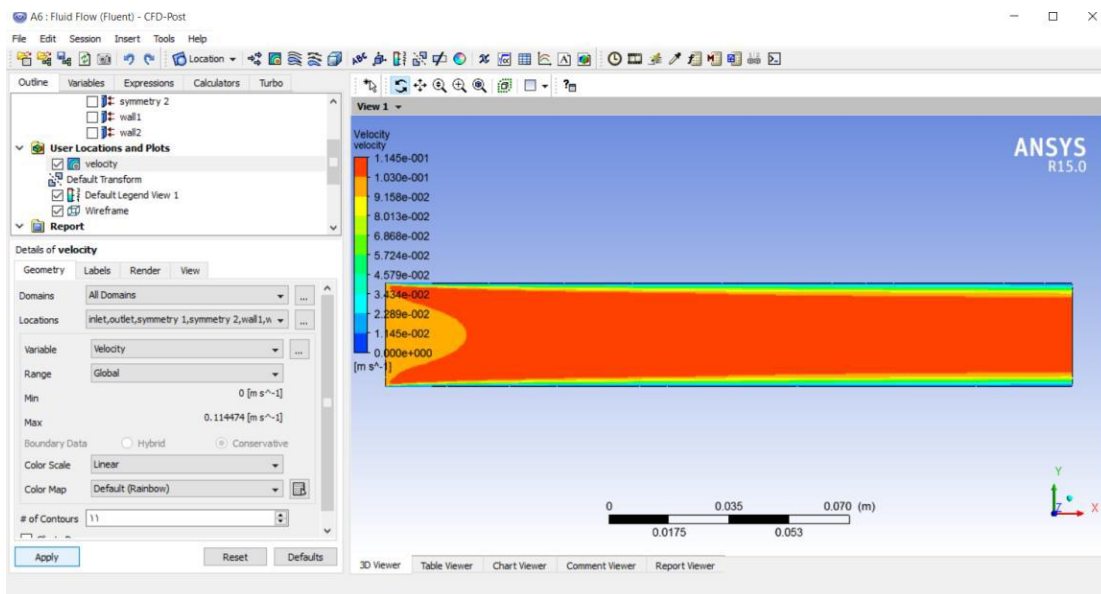 A6 : Fluid Flow (Fluent) - CFD-Post
File Edit Session Insert Tools Help
Location
Outline Variables Expressions Calculators Turbo
symmetry 2
wall1
wall2
User Locations and Plots
velocity
Default Transform
Default Legend View 1
Wireframe
Report
Details of velocity
Geometry Labels Render View
Domains All Domains
Locations inlet,outlet,symmetry 1,symmetry 2,wall1,w
Variable Velocity
Range Global
Min 0 [m s^-1]
Max 0.114474 [m s^-1]
Boundary Data Hybrid Conservative
Color Scale Linear
Color Map Default (Rainbow)
# of Contours ١١
Apply Reset Defaults
View 1
Velocity
velocity
1.145e-001
1.030e-001
9.158e-002
8.013e-002
6.868e-002
5.724e-002
4.579e-002
3.434e-002
2.289e-002
1.145e-002
0.000e+000
[m s^-1]
ANSYS
R15.0
0 0.035 0.070 (m)
0.0175 0.053
Y
Z X
3D Viewer Table Viewer Chart Viewer Comment Viewer Report Viewer